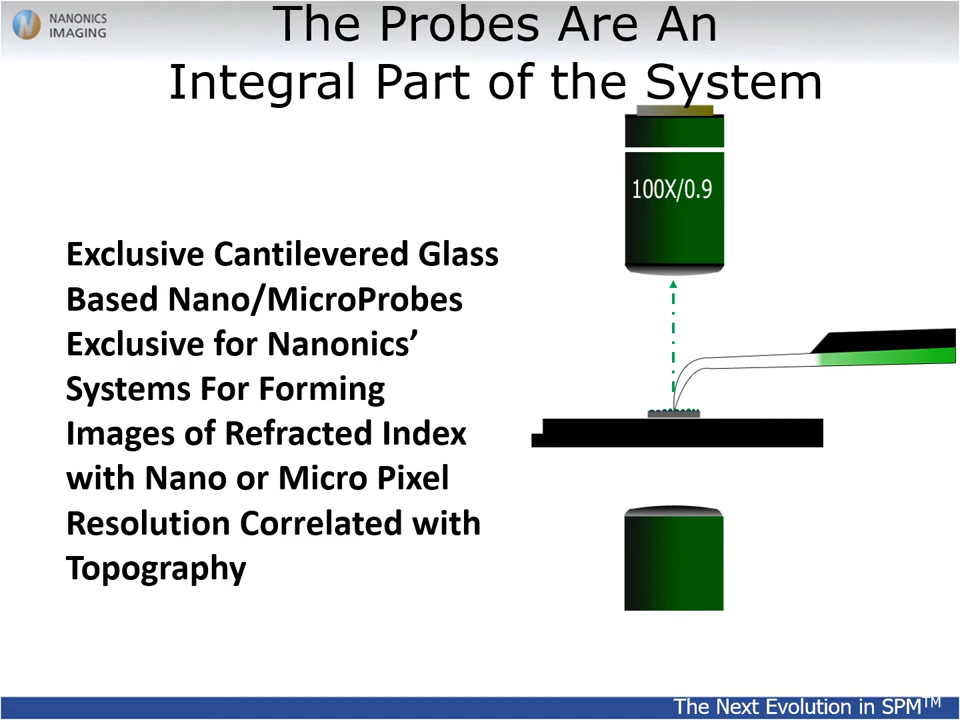 NANONICS
IMAGING
The Probes Are An
Integral Part of the System
100X/0.9
Exclusive Cantilevered Glass
Based Nano/MicroProbes
Exclusive for Nanonics’
Systems For Forming
Images of Refracted Index
with Nano or Micro Pixel
Resolution Correlated with
Topography
The Next Evolution in SPM™